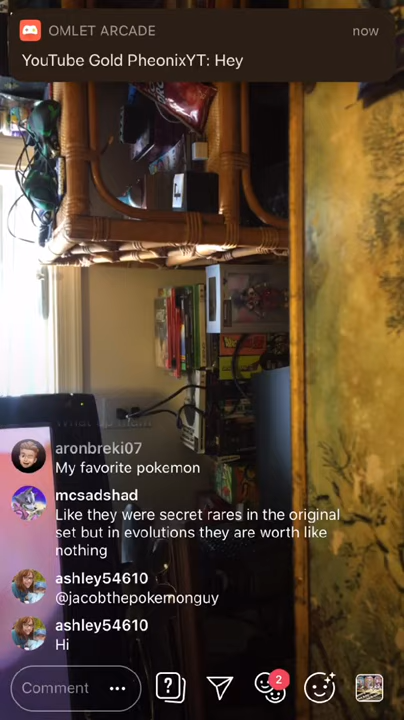 OMLET ARCADE
now
YouTube Gold PheonixYT: Hey
aronbreki07
My favorite pokemon
mcsadshad
Like they were secret rares in the original
set but in evolutions they are worth like
nothing
ashley54610
@jacobthepokemonguy
ashley54610
Hi
Comment
2